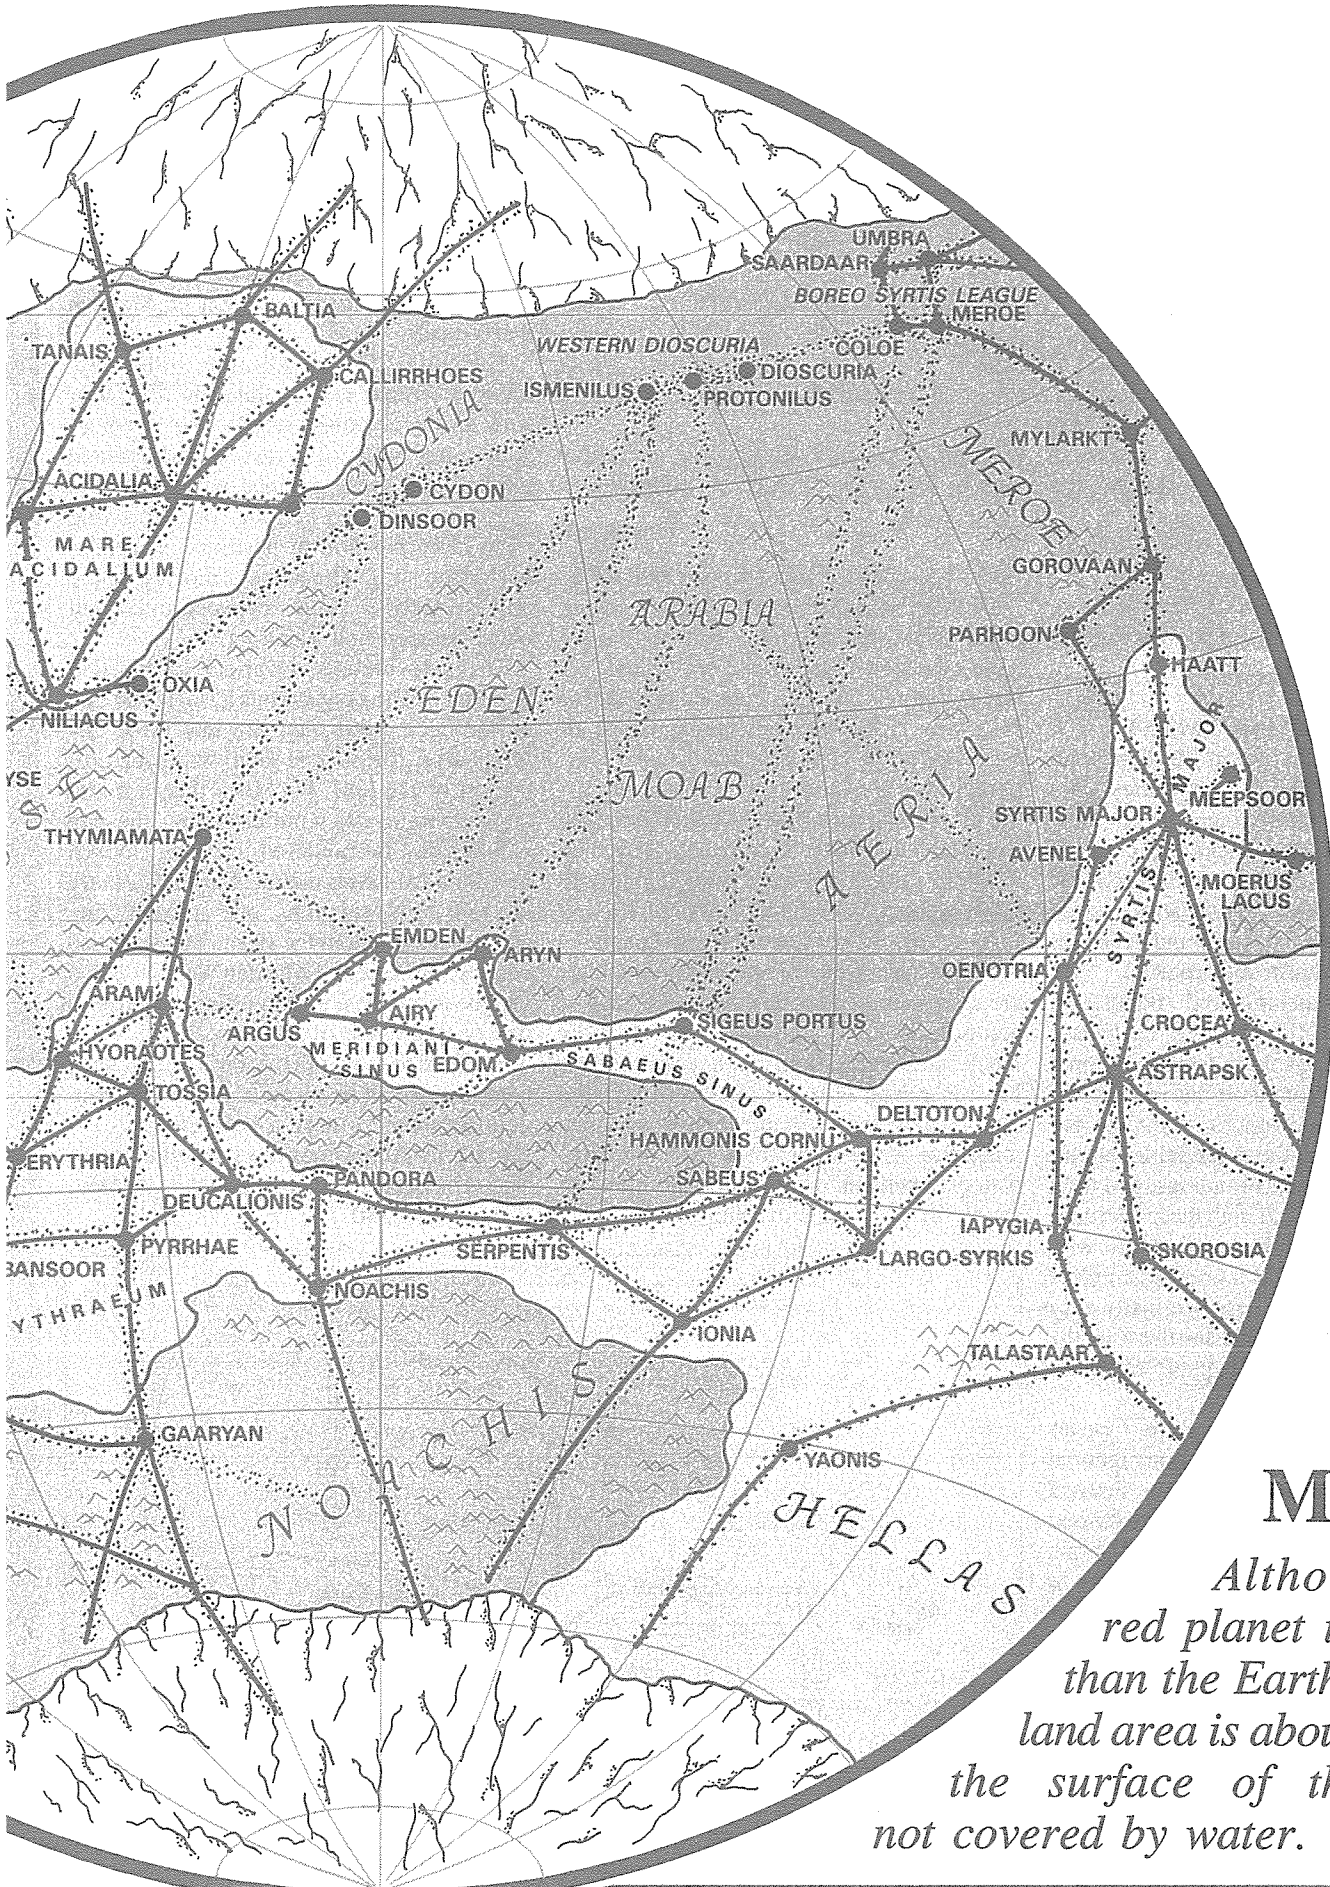 UMBRA
SAARDAAR
BOREO SYRTIS LEAGUE
BALTIA
MEROE
WESTERN DIOSCURIA
COLOE
TANAIS
DIOSCURIA
CALLIRRHOES
ISMENILUS
PROTONILUS
CYDONIA
MYLARKT
MEROE
ACIDALIA
CYDON
DINSOOR
MARE
ACIDALIUM
GOROVAAN
ARABIA
PARHOON
HAATT
OXIA
EDEN
NILIACUS
MAJOR
YSE
SE
MOAB
AERIA
MEEPSOOR
SYRTIS MAJOR
THYMIAMATA
AVENEL
MOERUS
LACUS
SYRTIS
EMDEN
ARYN
OENOTRIA
ARAM
AIRY
SIGEUS PORTUS
CROCEA
ARGUS
MERIDIANI
SINUS
EDOM
SABAEUS SINUS
HYORAOTES
ASTRAPSK
TOSSIA
DELTOTON
HAMMONIS CORNU
ERYTHRIA
PANDORA
SABEUS
DEUCALIONIS
IAPYGIA
PYRRHAE
SERPENTIS
LARGO-SYRKIS
SKOROSIA
BANSOOR
NOACHIS
YTHRAEUM
IONIA
TALASTAAR
GAARYAN
NOACHIS
YAONIS
HELLAS
M
Altho
red planet
than the Earth
land area is abou
the surface of th
not covered by water.